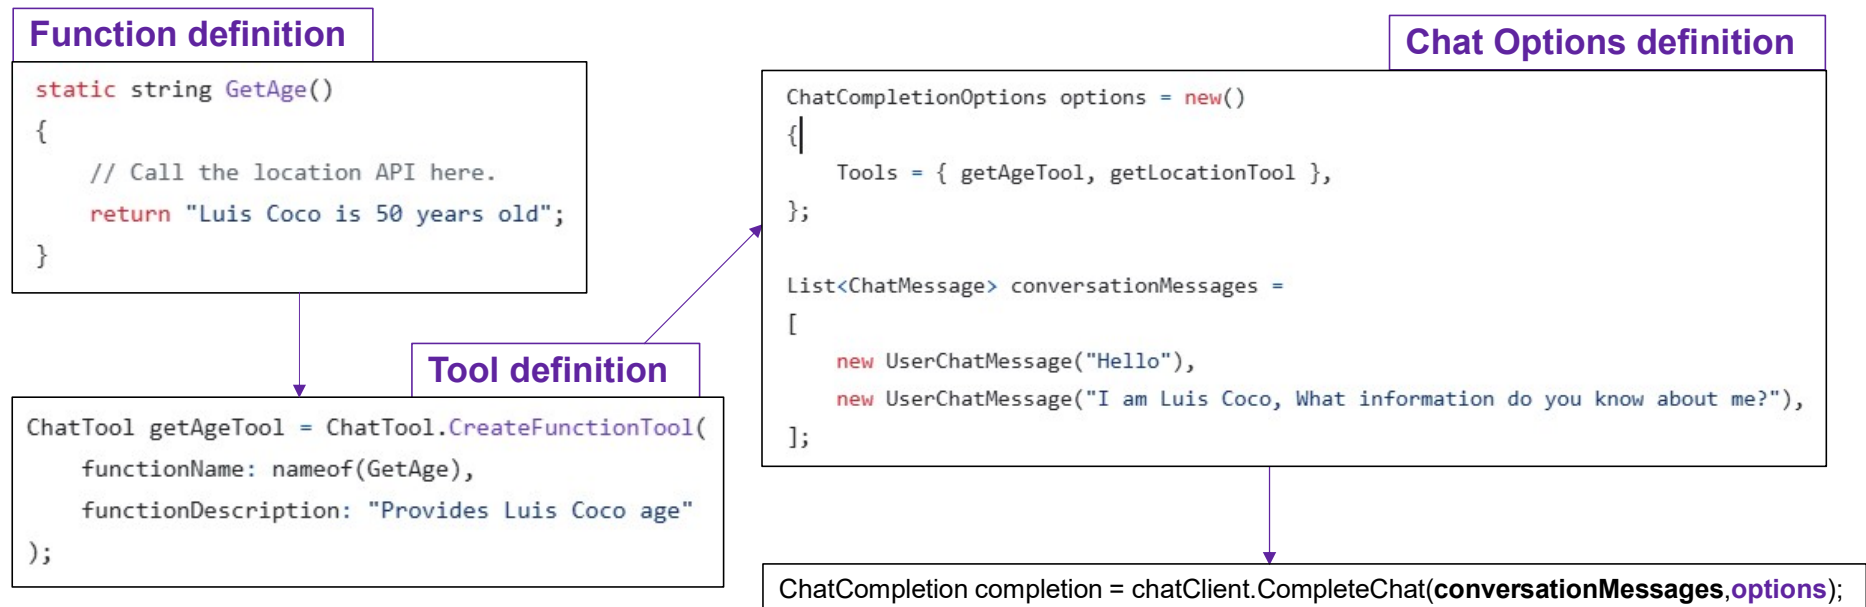 Function definition
static string GetAge()
{
    // Call the location API here.
    return "Luis Coco is 50 years old";
}
Tool definition
ChatTool getAgeTool = ChatTool.CreateFunctionTool(
    functionName: nameof(GetAge),
    functionDescription: "Provides Luis Coco age"
);
Chat Options definition
ChatCompletionOptions options = new()
{
    Tools = { getAgeTool, getLocationTool },
};
List<ChatMessage> conversationMessages =
[
    new UserChatMessage("Hello"),
    new UserChatMessage("I am Luis Coco, What information do you know about me?"),
];
ChatCompletion completion = chatClient.CompleteChat(conversationMessages,options);